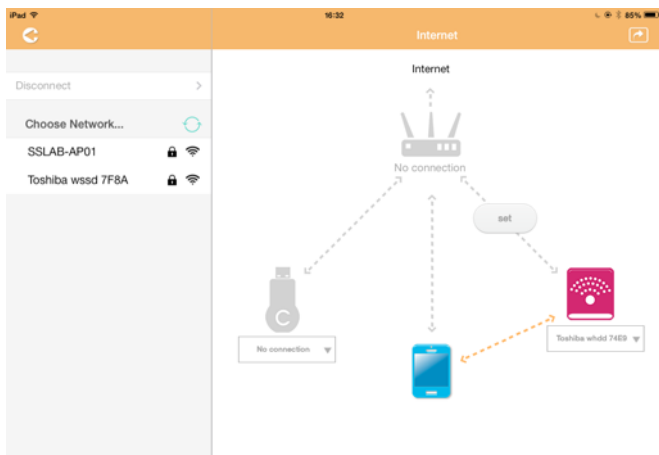 iPad 16:32 85%
Internet
Disconnect
Choose Network...
SSLAB-AP01
Toshiba wssd 7F8A
Internet
No connection
set
C
No connection
Toshiba whdd 74E9